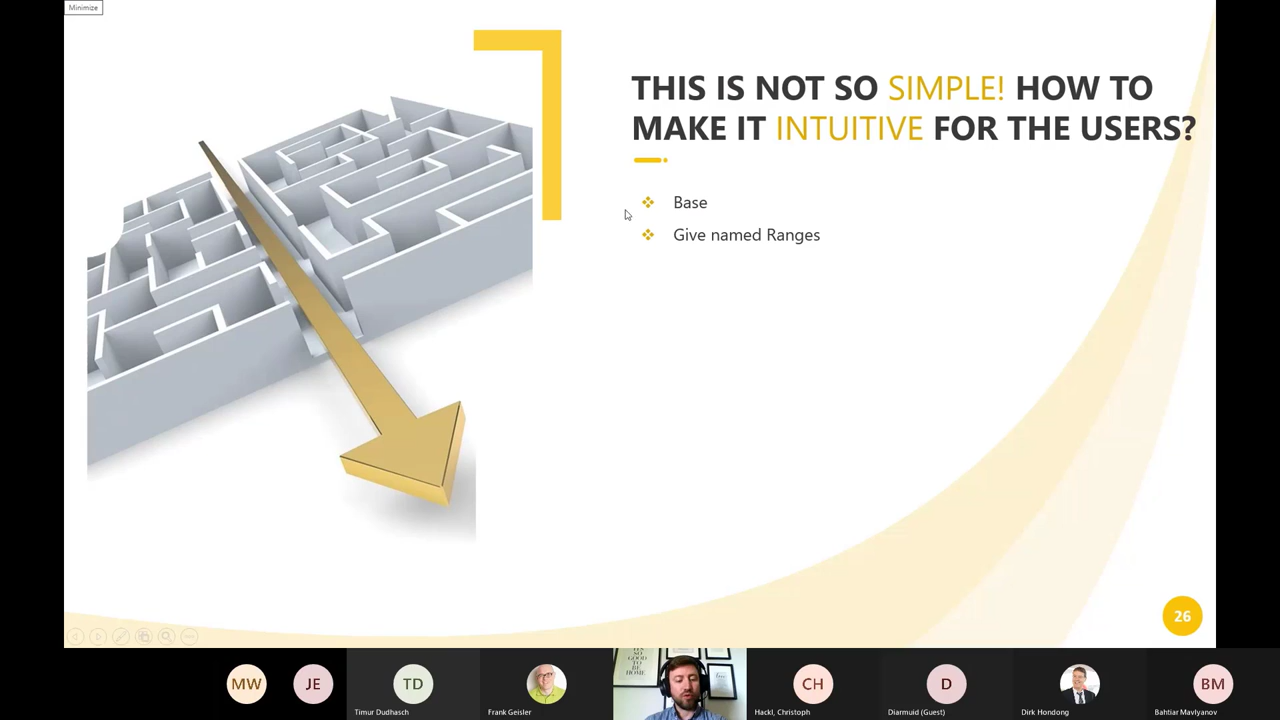 Minimize
THIS IS NOT SO SIMPLE! HOW TO
MAKE IT INTUITIVE FOR THE USERS?
Base
Give named Ranges
26
MW
JE
TD
CH
D
BM
Timur Dudhasch
Frank Geisler
Hackl, Christoph
Diarmuid (Guest)
Dirk Hondong
Bahtiar Mavlyanov